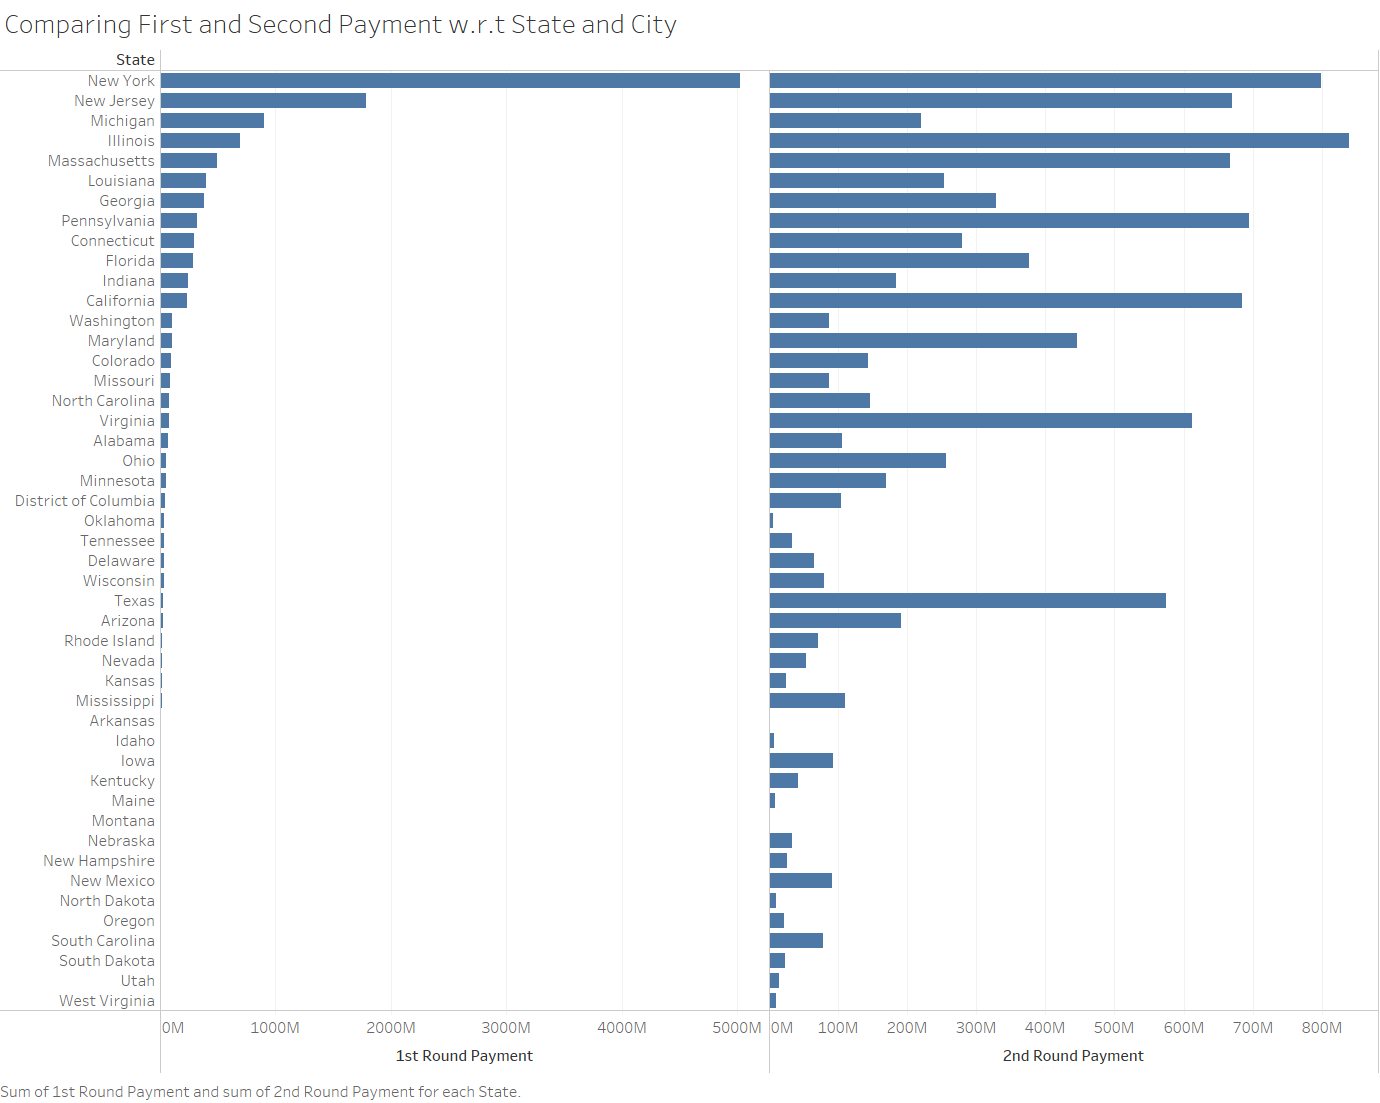 Comparing First and Second Payment w.r.t State and City
State
New York
New Jersey
Michigan
Illinois
Massachusetts
Louisiana
Georgia
Pennsylvania
Connecticut
Florida
Indiana
California
Washington
Maryland
Colorado
Missouri
North Carolina
Virginia
Alabama
Ohio
Minnesota
District of Columbia
Oklahoma
Tennessee
Delaware
Wisconsin
Texas
Arizona
Rhode Island
Nevada
Kansas
Mississippi
Arkansas
Idaho
Iowa
Kentucky
Maine
Montana
Nebraska
New Hampshire
New Mexico
North Dakota
Oregon
South Carolina
South Dakota
Utah
West Virginia
0M 1000M 2000M 3000M 4000M 5000M 0M 100M 200M 300M 400M 500M 600M 700M 800M
1st Round Payment 2nd Round Payment
Sum of 1st Round Payment and sum of 2nd Round Payment for each State.